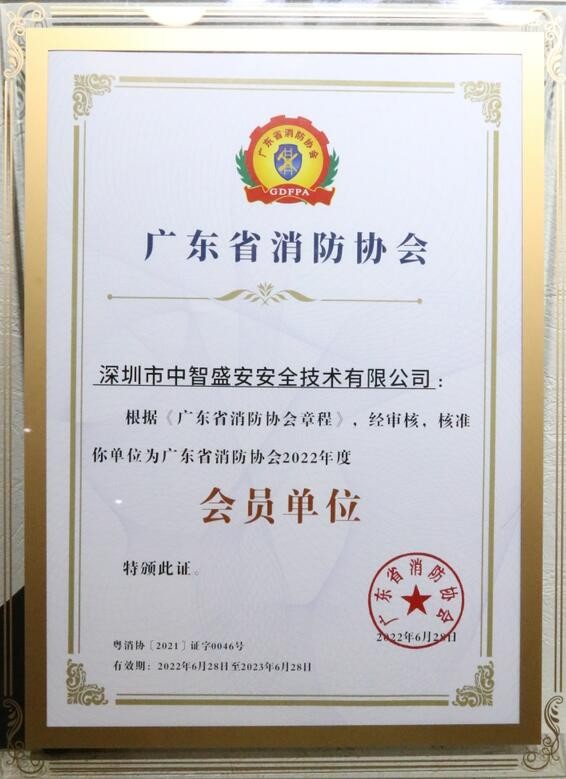 广东省消防协会
GDFPA
广东省消防协会
深圳市中智盛安安全技术有限公司：
根据《广东省消防协会章程》，经审核，核准
你单位为广东省消防协会2022年度
会员单位
特颁此证。
广东省消防协会
2022年6月28日
粤消协〔2021〕证字0046号
有效期：2022年6月28日至2023年6月28日